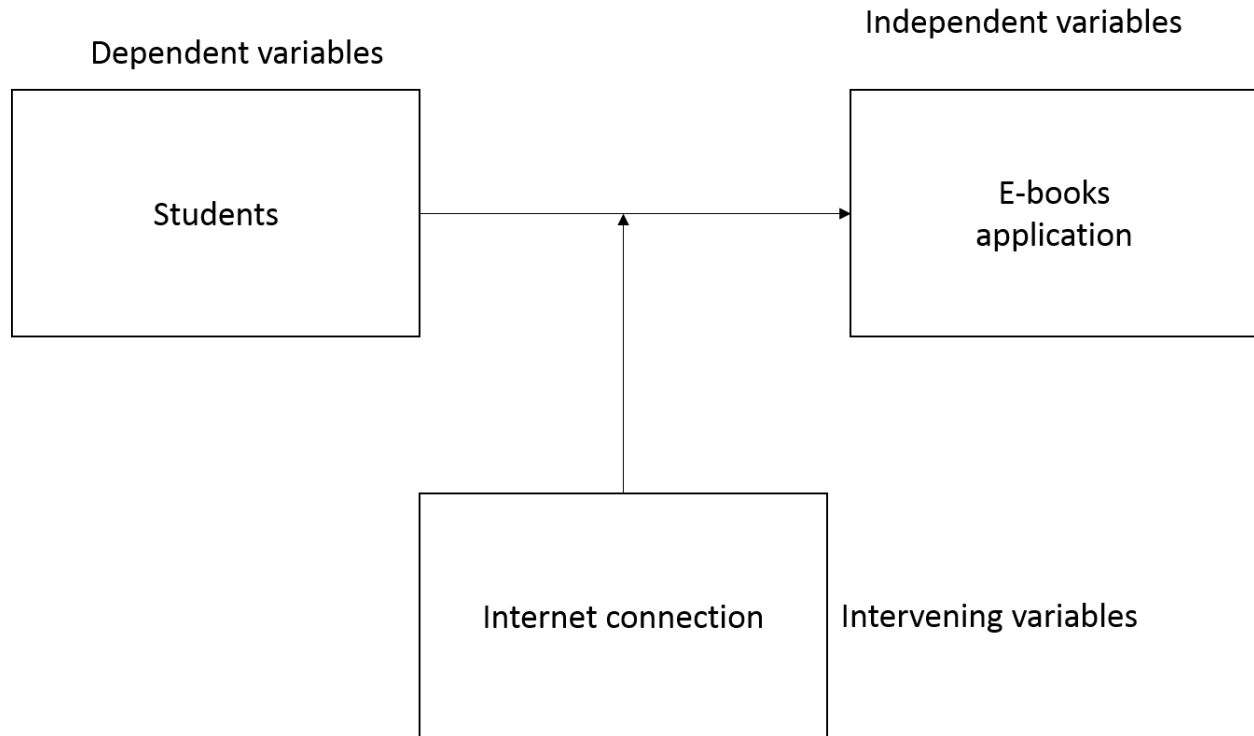 Independent variables
Dependent variables
Students
E-books
application
Internet connection
Intervening variables